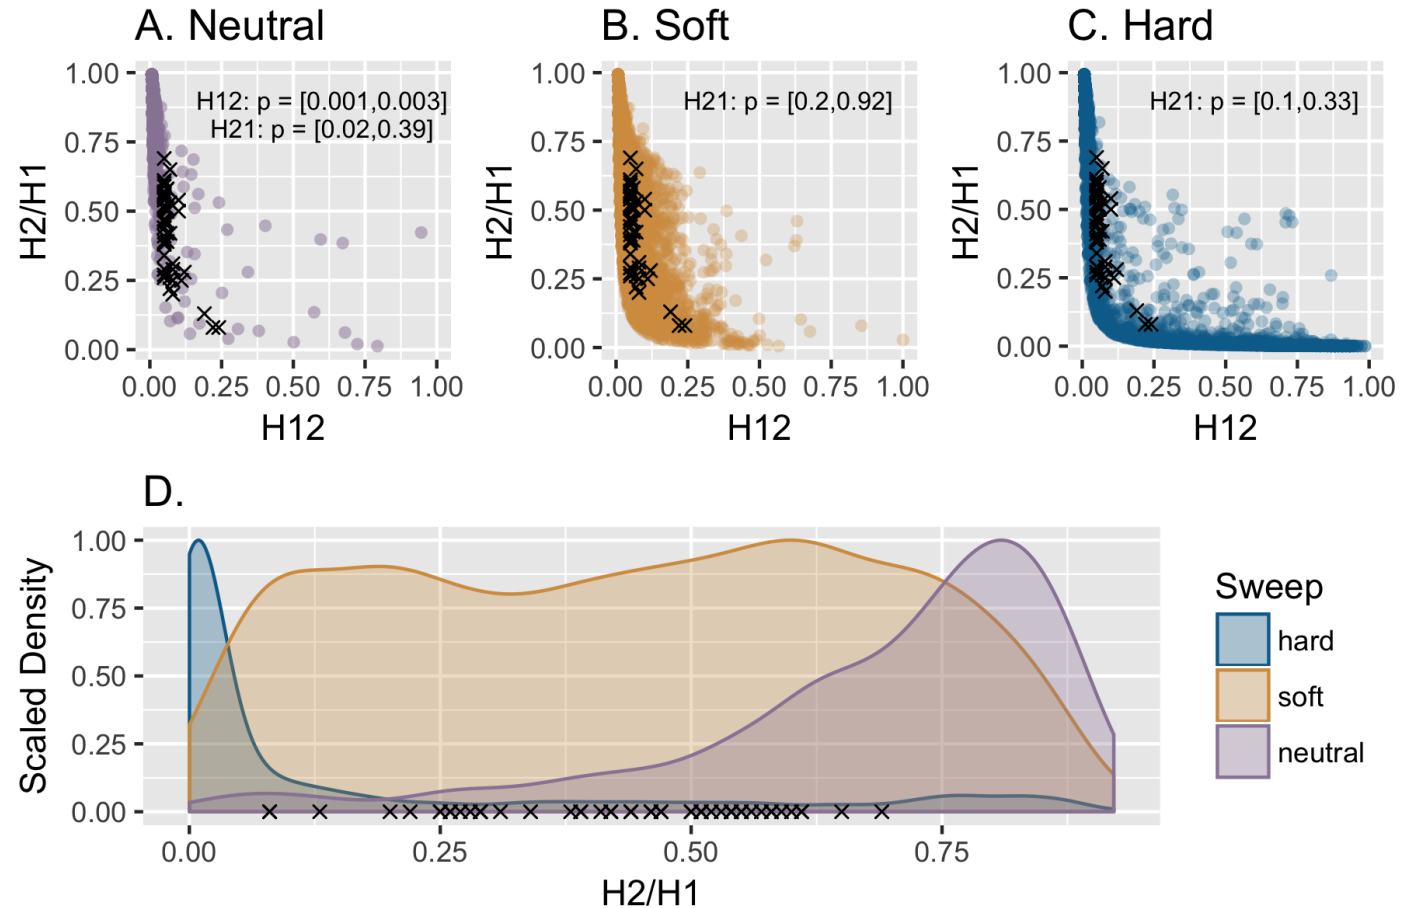 A. Neutral
1.00
0.75
0.50
0.25
0.00
H2/H1
H12: p = [0.001,0.003]
H21: p = [0.02,0.39]
0.00 0.25 0.50 0.75 1.00
H12
B. Soft
1.00
0.75
0.50
0.25
0.00
H2/H1
H21: p = [0.2,0.92]
0.00 0.25 0.50 0.75 1.00
H12
C. Hard
1.00
0.75
0.50
0.25
0.00
H2/H1
H21: p = [0.1,0.33]
0.00 0.25 0.50 0.75 1.00
H12
D.
1.00
0.75
0.50
0.25
0.00
Scaled Density
0.00 0.25 0.50 0.75
H2/H1
Sweep
hard
soft
neutral